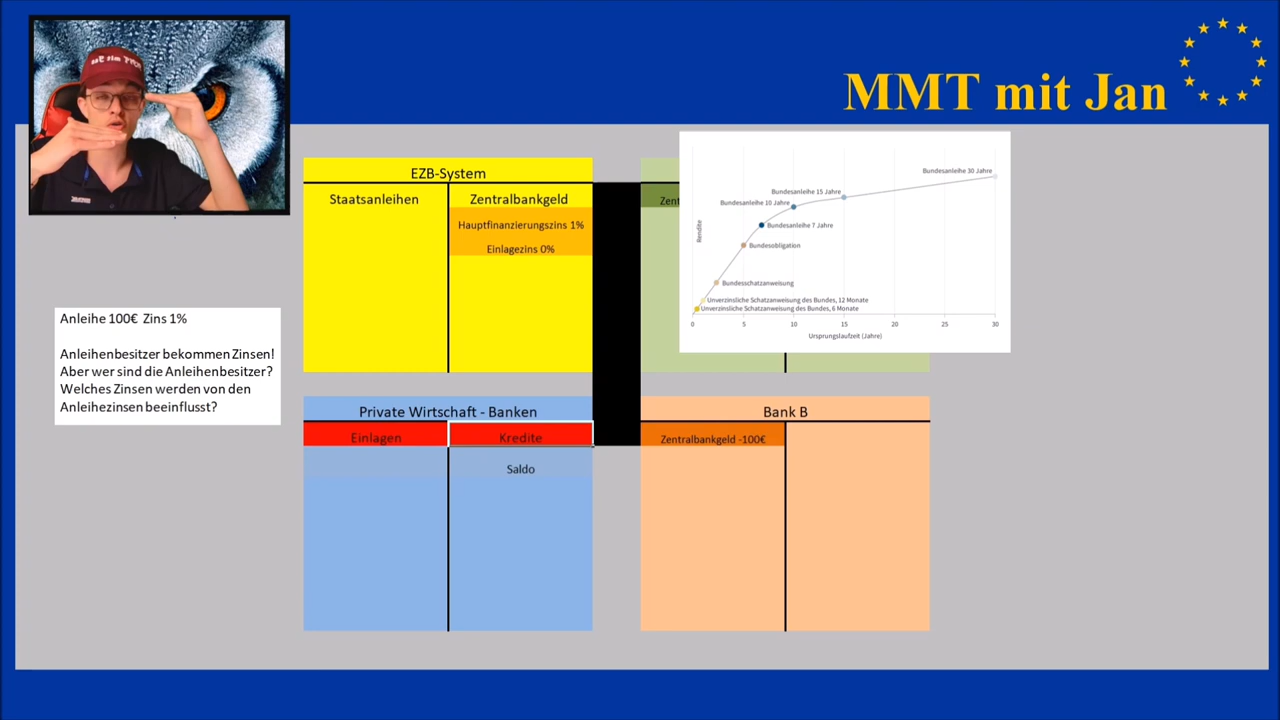 MMT mit Jan
EZB-System
Staatsanleihen
Zentralbankgeld
Hauptfinanzierungszins 1%
Einlagezins 0%
Zent
Rendite
Bundesanleihe 30 Jahre
Bundesanleihe 15 Jahre
Bundesanleihe 10 Jahre
Bundesanleihe 7 Jahre
Bundesobligation
Bundesschatzanweisung
Unverzinsliche Schatzanweisung des Bundes, 12 Monate
Unverzinsliche Schatzanweisung des Bundes, 6 Monate
0 5 10 15 20 25 30
Ursprungslaufzeit (Jahre)
Anleihe 100€ Zins 1%
Anleihenbesitzer bekommen Zinsen!
Aber wer sind die Anleihenbesitzer?
Welches Zinsen werden von den
Anleihezinsen beeinflusst?
Private Wirtschaft - Banken
Einlagen
Kredite
Saldo
Bank B
Zentralbankgeld -100€